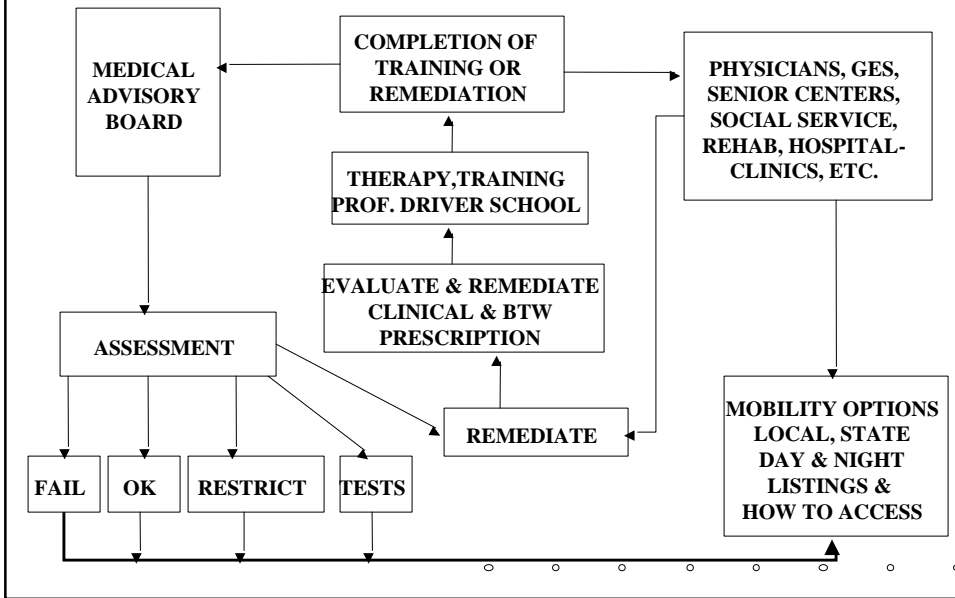 MEDICAL
ADVISORY
BOARD
COMPLETION OF
TRAINING OR
REMEDIATION
PHYSICIANS, GES,
SENIOR CENTERS,
SOCIAL SERVICE,
REHAB, HOSPITAL-
CLINICS, ETC.
THERAPY,TRAINING
PROF. DRIVER SCHOOL
EVALUATE & REMEDIATE
CLINICAL & BTW
PRESCRIPTION
ASSESSMENT
REMEDIATE
MOBILITY OPTIONS
LOCAL, STATE
DAY & NIGHT
LISTINGS &
HOW TO ACCESS
FAIL
OK
RESTRICT
TESTS